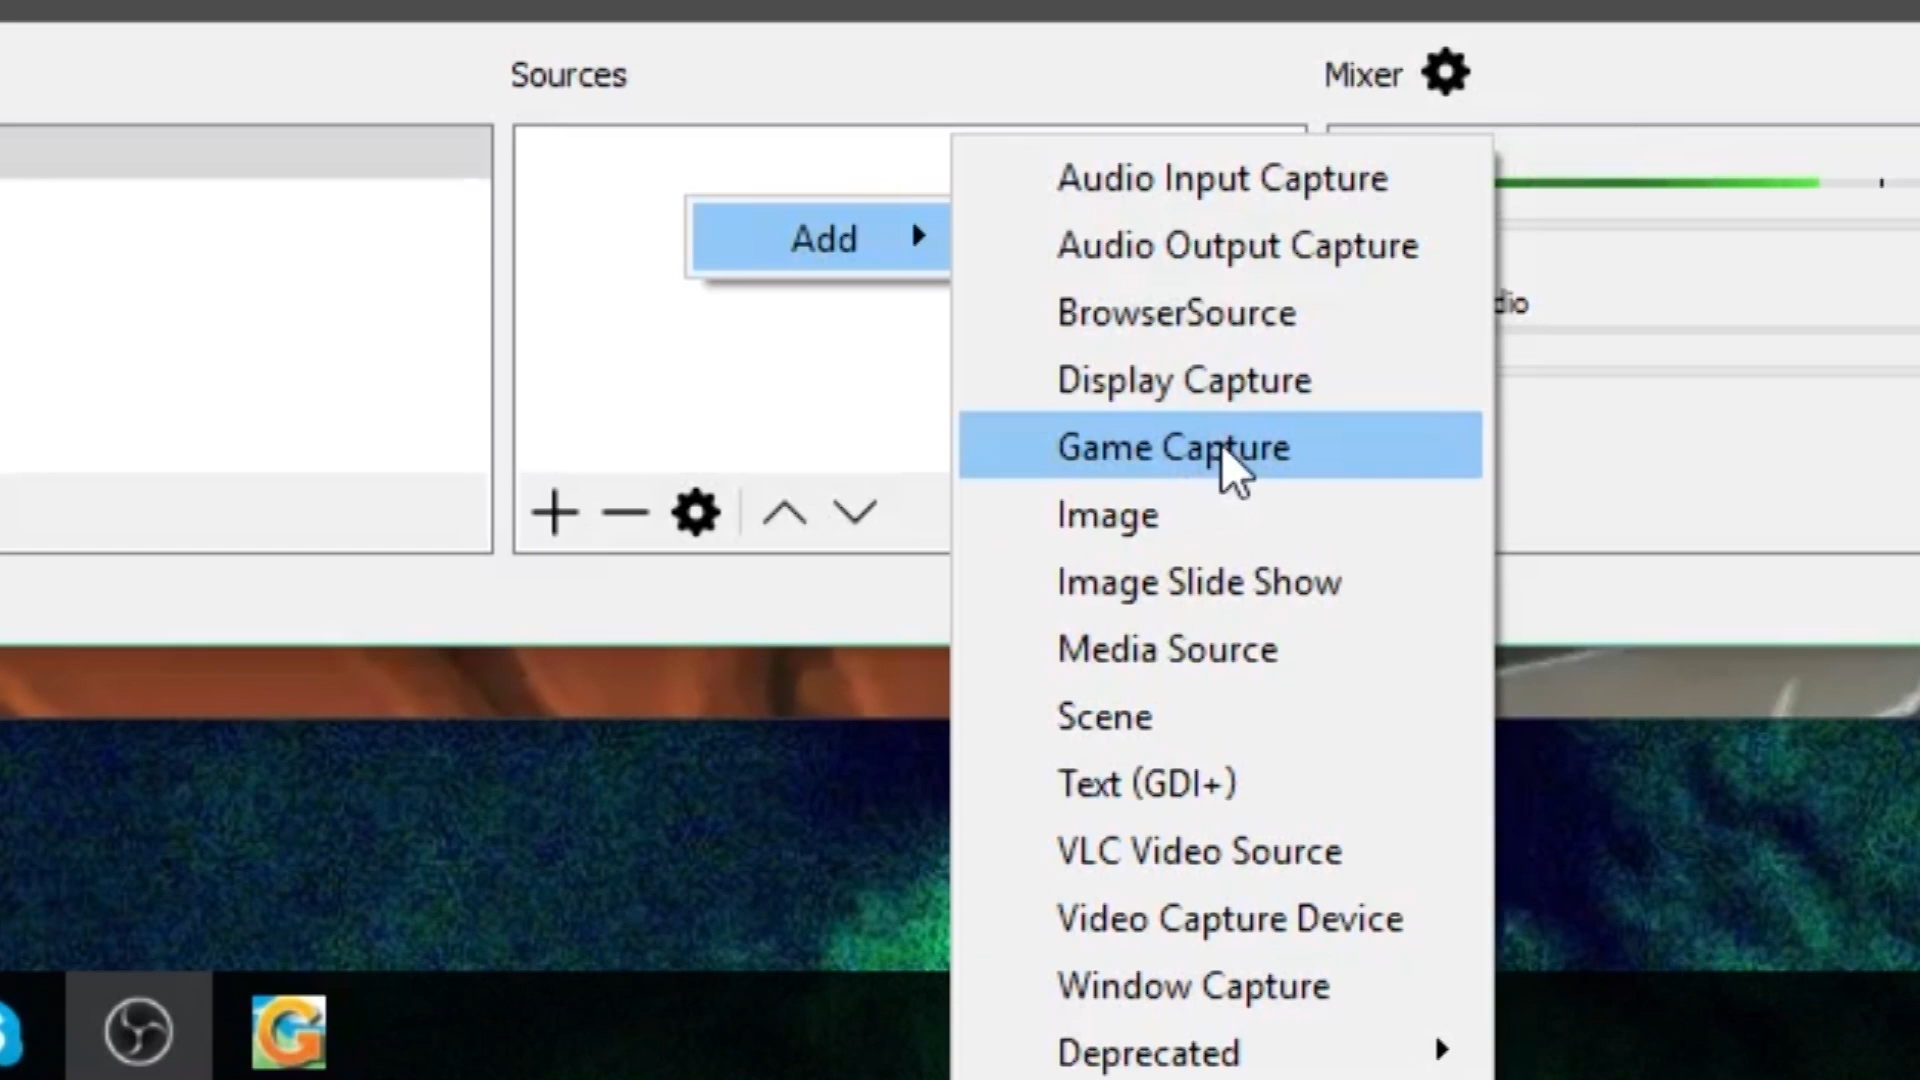 Sources
Mixer
Add
Audio Input Capture
Audio Output Capture
BrowserSource
Display Capture
Game Capture
Image
Image Slide Show
Media Source
Scene
Text (GDI+)
VLC Video Source
Video Capture Device
Window Capture
Deprecated
dio